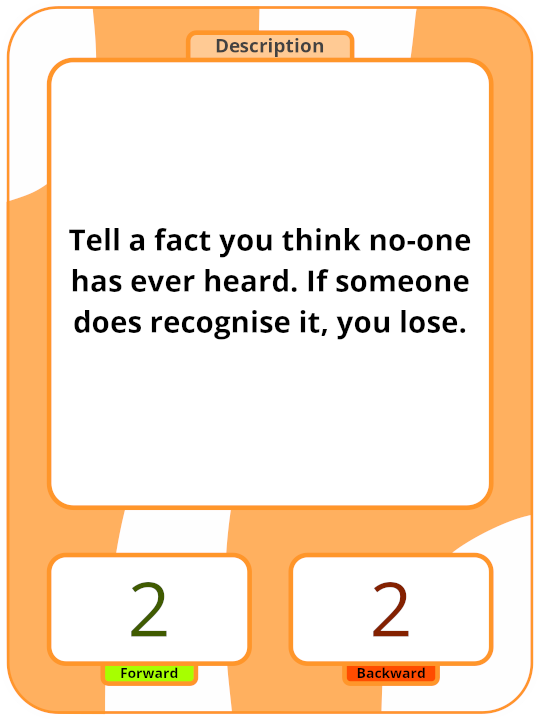 Description
Tell a fact you think no-one
has ever heard. If someone
does recognise it, you lose.
2
2
Forward
Backward